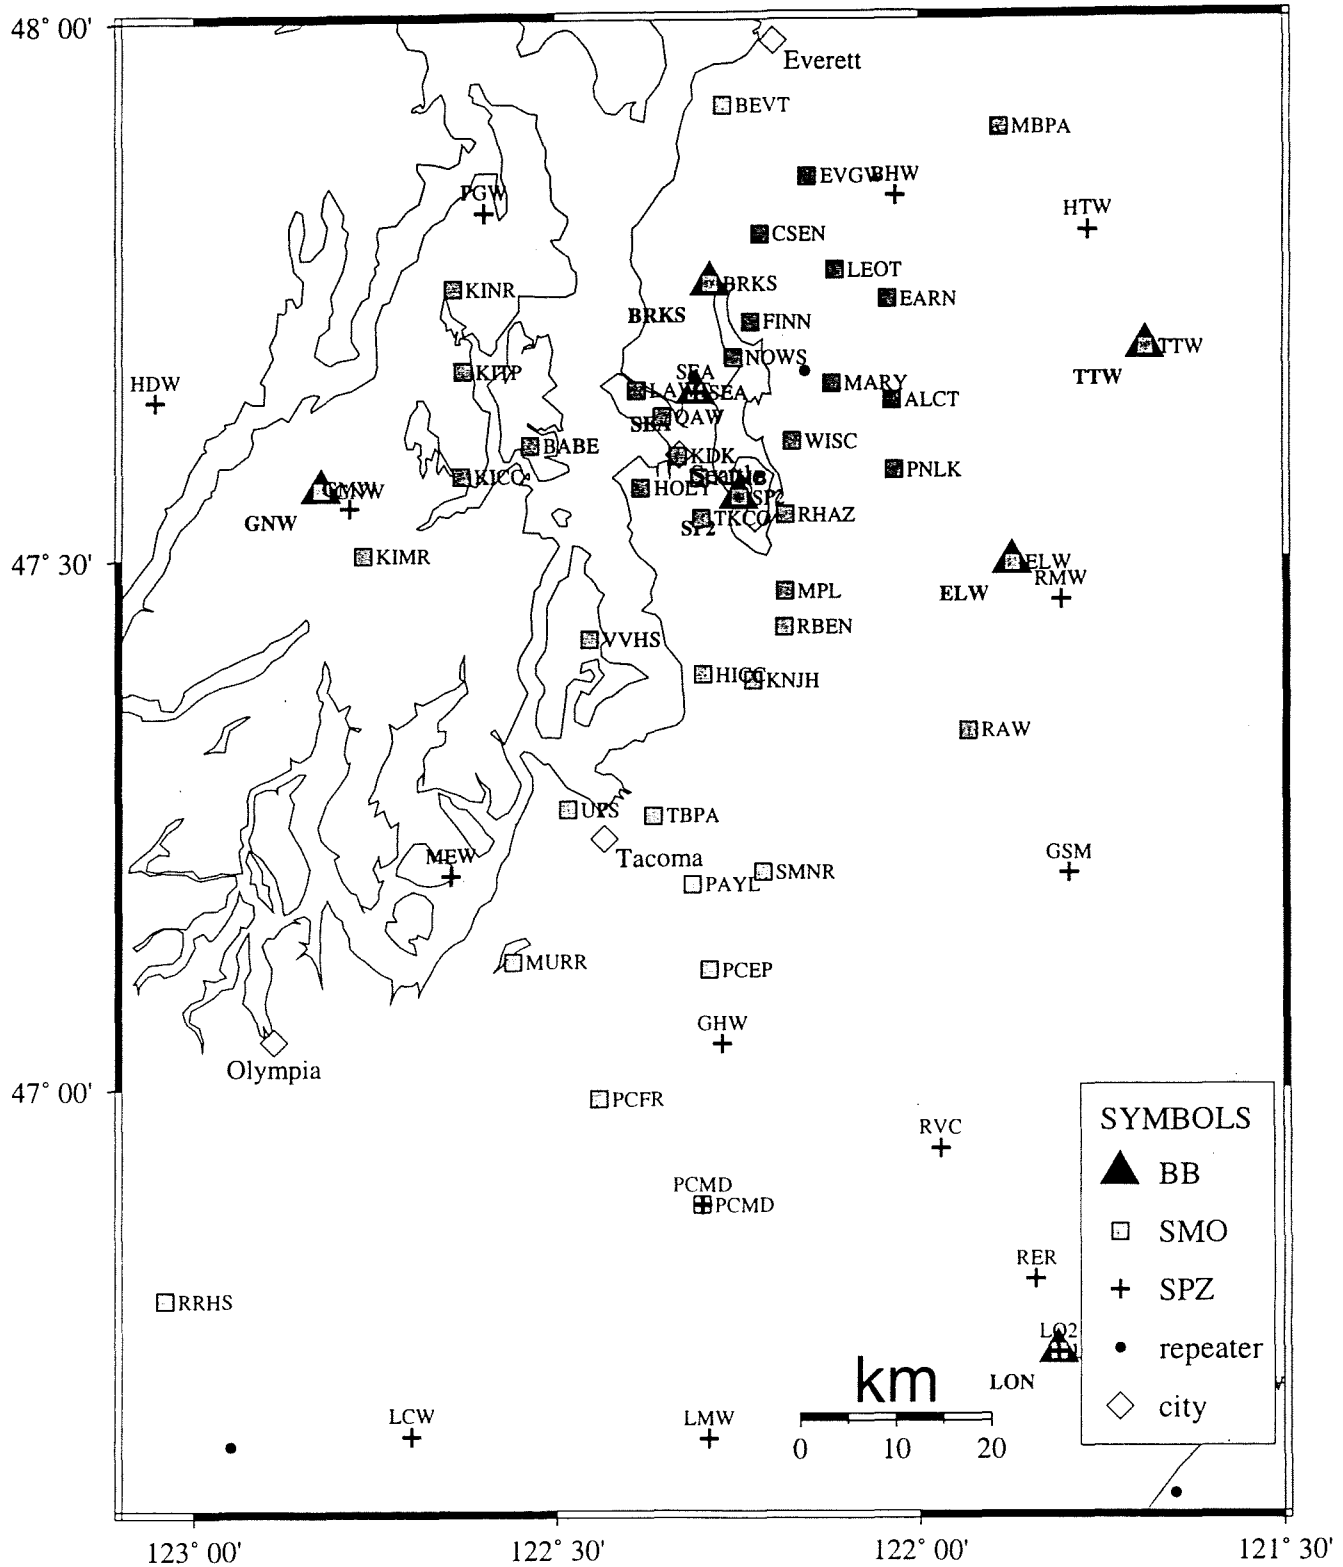 48° 00'
Everett
BEVT
MBPA
EVGW
BHW
PGW
HTW
CSEN
LEOT
BRKS
EARN
KINR
BRKS
FINN
NOWS
TTW
SEA
KITP
TTW
HDW
LAWT
SEA
MARY
ALCT
SEA
QAW
BABE
WISC
KDK
KICC
Seattle
PNLK
HOLY
GMW
GNW
SP2
TKCO
RHAZ
SP2
KIMR
47° 30'
ELW
RMW
ELW
MPL
RBEN
VVHS
HICC
KNJH
RAW
UPS
TBPA
Tacoma
MEW
GSM
SMNR
PAYL
MURR
PCEP
GHW
Olympia
47° 00'
PCFR
RVC
PCMD
PCMD
RER
RRHS
LO2
LON
LCW
LMW
km
0 10 20
SYMBOLS
BB
SMO
SPZ
repeater
city
123° 00' 122° 30' 122° 00' 121° 30'